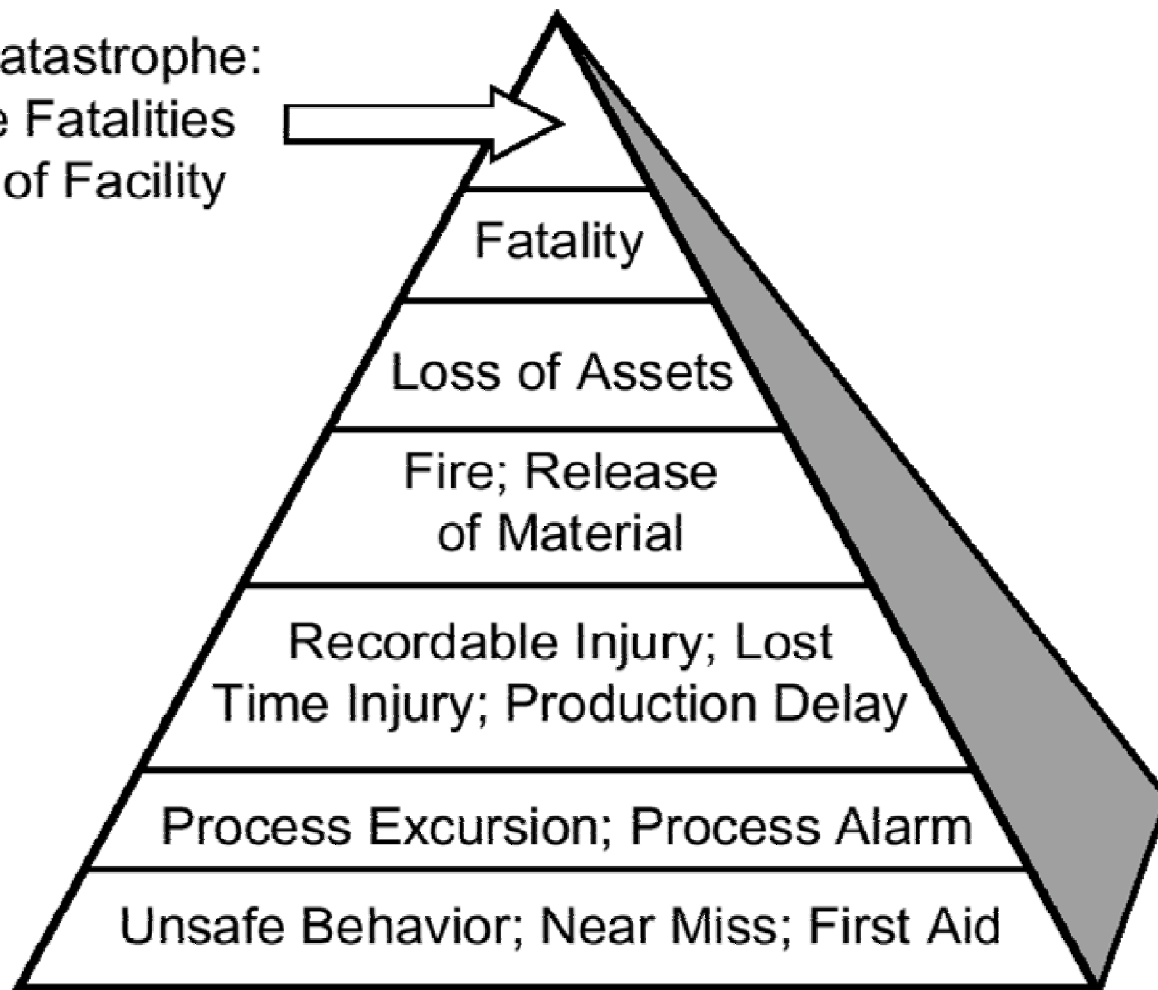 atastrophe:
e Fatalities
of Facility
Fatality
Loss of Assets
Fire; Release
of Material
Recordable Injury; Lost
Time Injury; Production Delay
Process Excursion; Process Alarm
Unsafe Behavior; Near Miss; First Aid